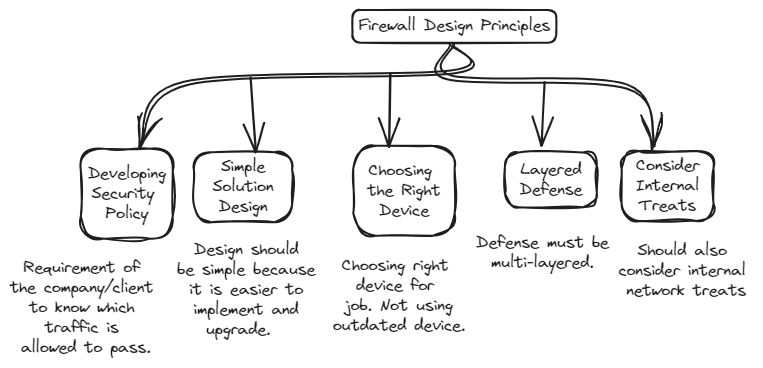 Firewall Design Principles
Developing
Security
Policy
Simple
Solution
Design
Choosing
the Right
Device
Layered
Defense
Consider
Internal
Treats
Requirement of
the company/client
to know which
traffic is
allowed to pass.
Design should
be simple because
it is easier to
implement and
upgrade.
Choosing right
device for
job. Not using
outdated device.
Defense must be
multi-layered.
Should also
consider internal
network treats